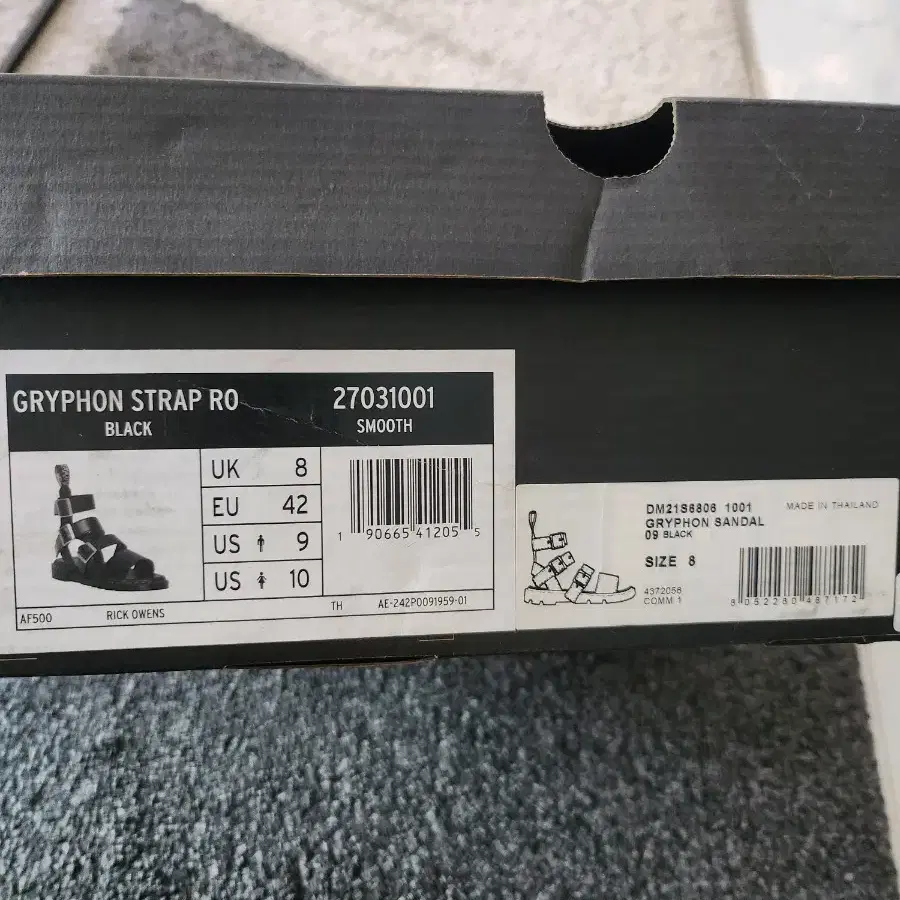 GRYPHON STRAP RO 27031001
BLACK SMOOTH
UK 8
EU 42
US 9
US 10
1 90665 41205 5
AF500 RICK OWENS TH AE-242P0091959-01
DM21S6806 1001 MADE IN THAILAND
GRYPHON SANDAL
09 BLACK
SIZE 8
4372056
COMM 1
8 052280 487172